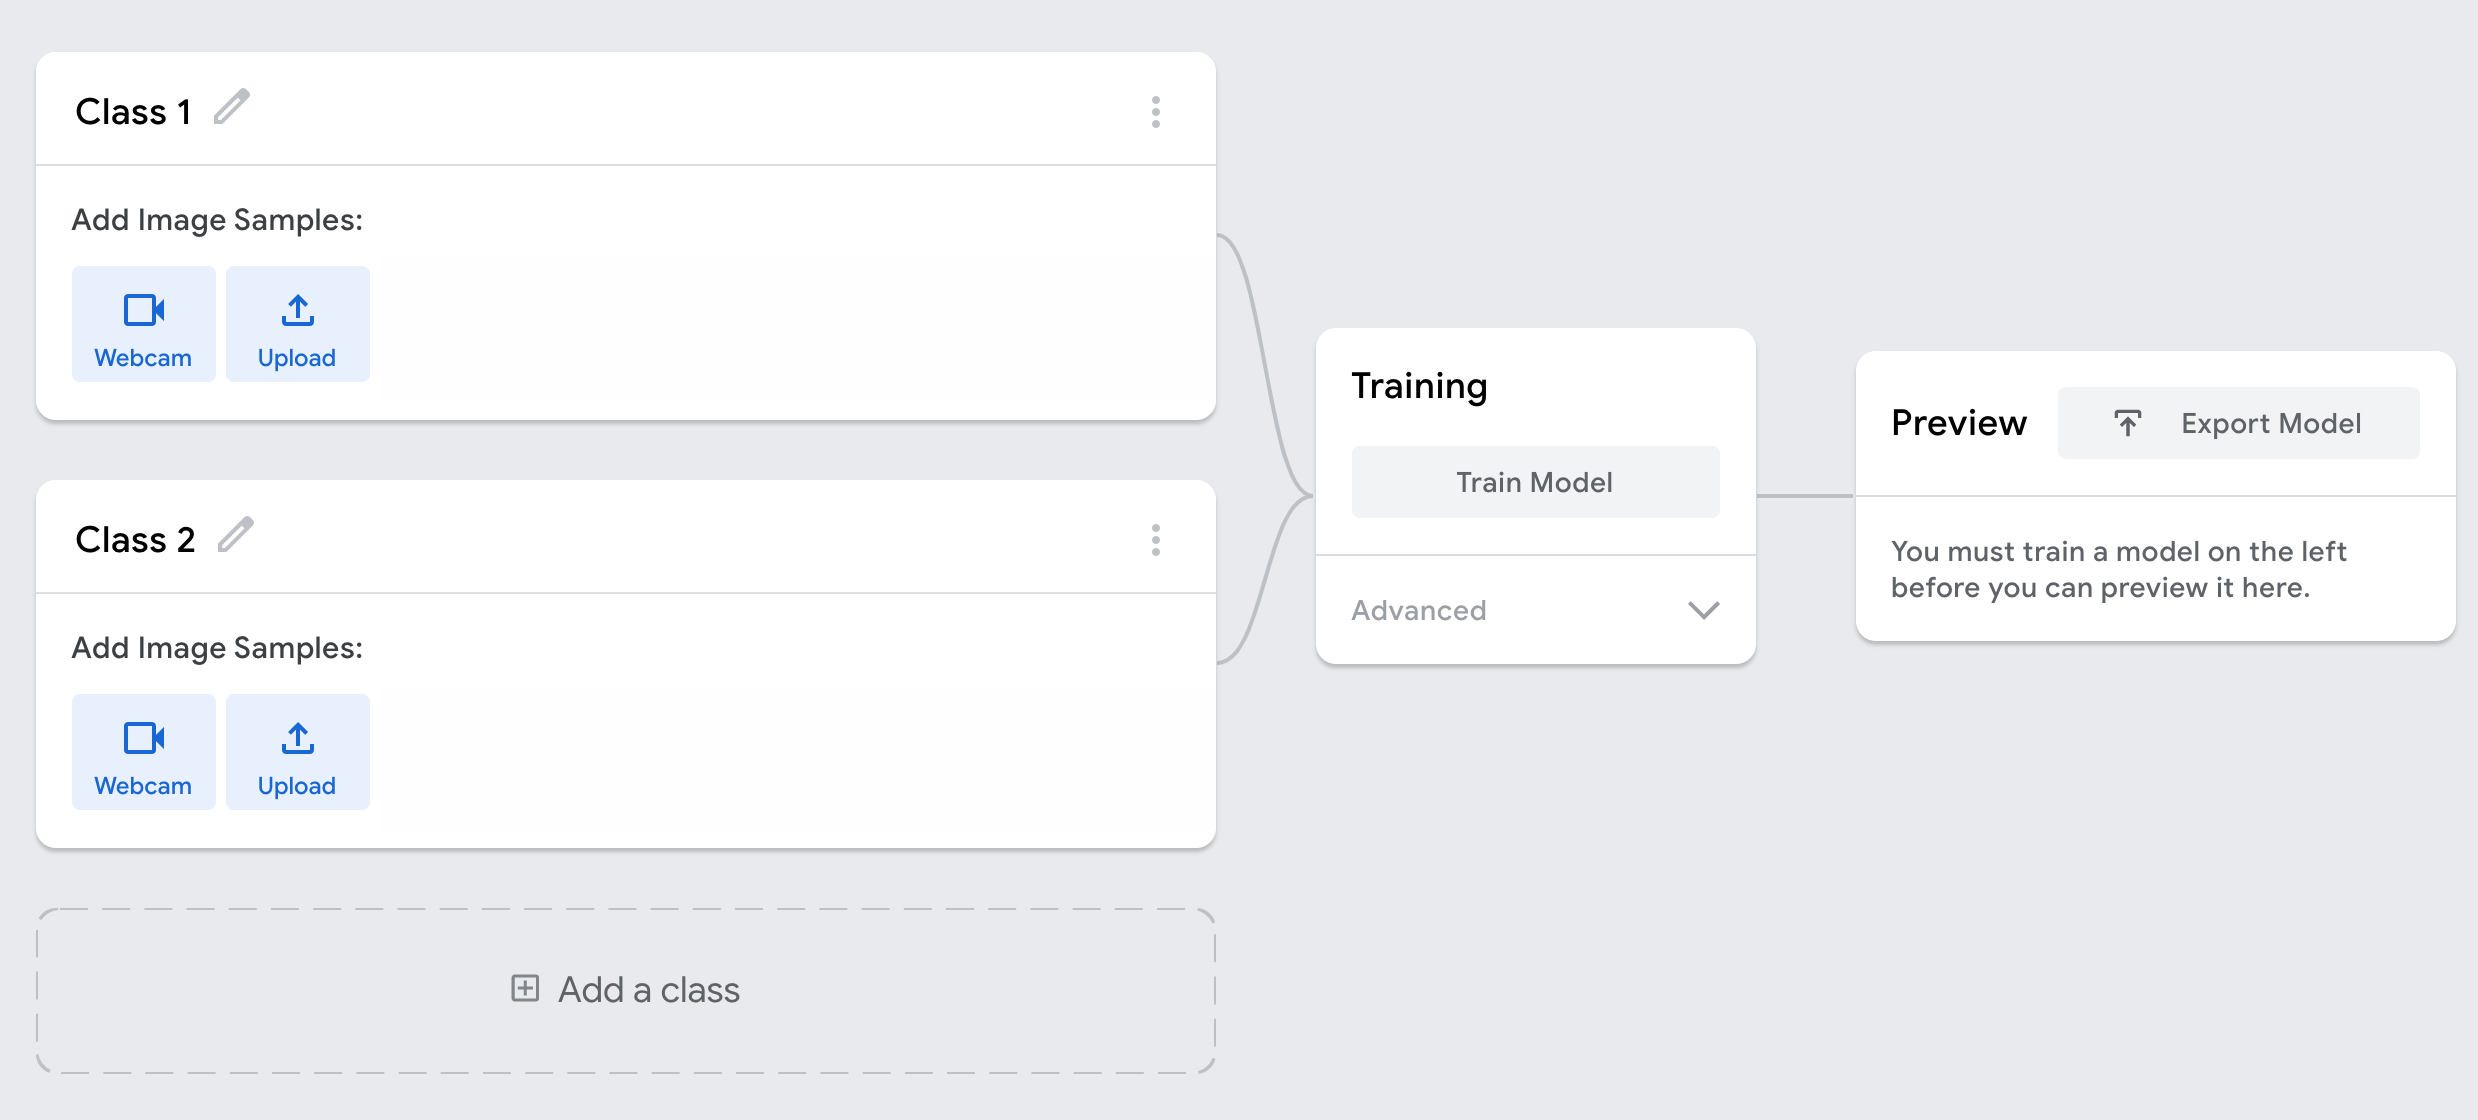 Class 1
Add Image Samples:
Webcam
Upload
Class 2
Add Image Samples:
Webcam
Upload
Add a class
Training
Train Model
Advanced
Preview
Export Model
You must train a model on the left
before you can preview it here.